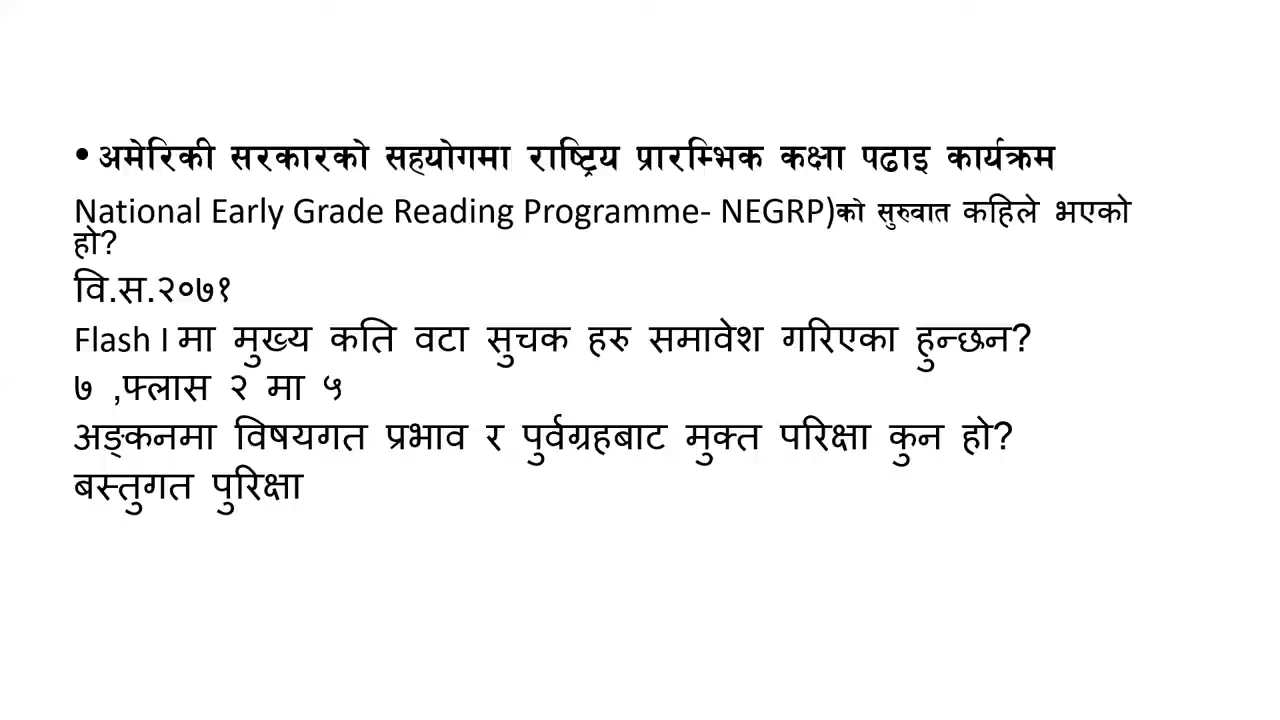 • अमेरिकी सरकारको सहयोगमा राष्ट्रिय प्रारम्भिक कक्षा पढाइ कार्यक्रम
National Early Grade Reading Programme- NEGRP)को सुरुवात कहिले भएको
हो?
वि.स.२०७१
Flash I मा मुख्य कति वटा सुचक हरु समावेश गरिएका हुन्छन?
७ ,फ्लास २ मा ५
अङ्कनमा विषयगत प्रभाव र पुर्वग्रहबाट मुक्त परिक्षा कुन हो?
बस्तुगत पुरिक्षा